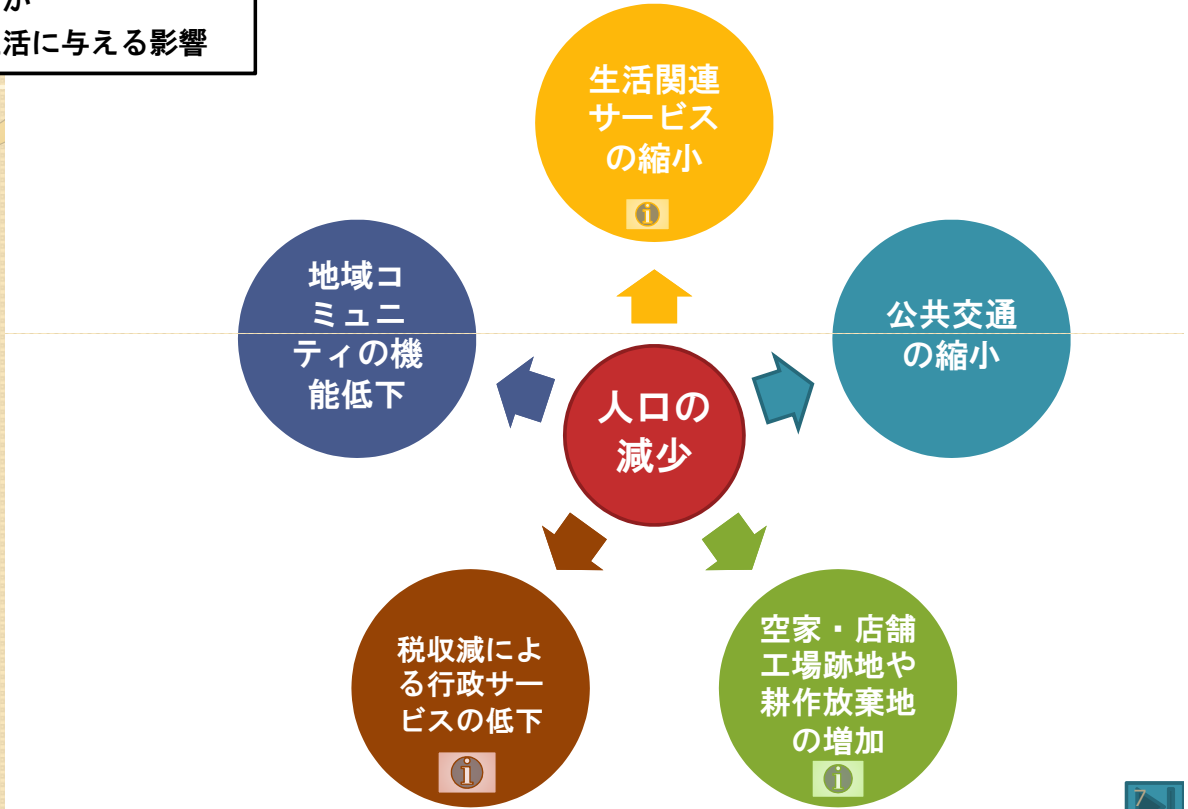 が
活に与える影響
生活関連
サービス
の縮小
地域コ
ミュニ
ティの機
能低下
公共交通
の縮小
人口の
減少
税収減によ
る行政サー
ビスの低下
空家・店舗
工場跡地や
耕作放棄地
の増加
7